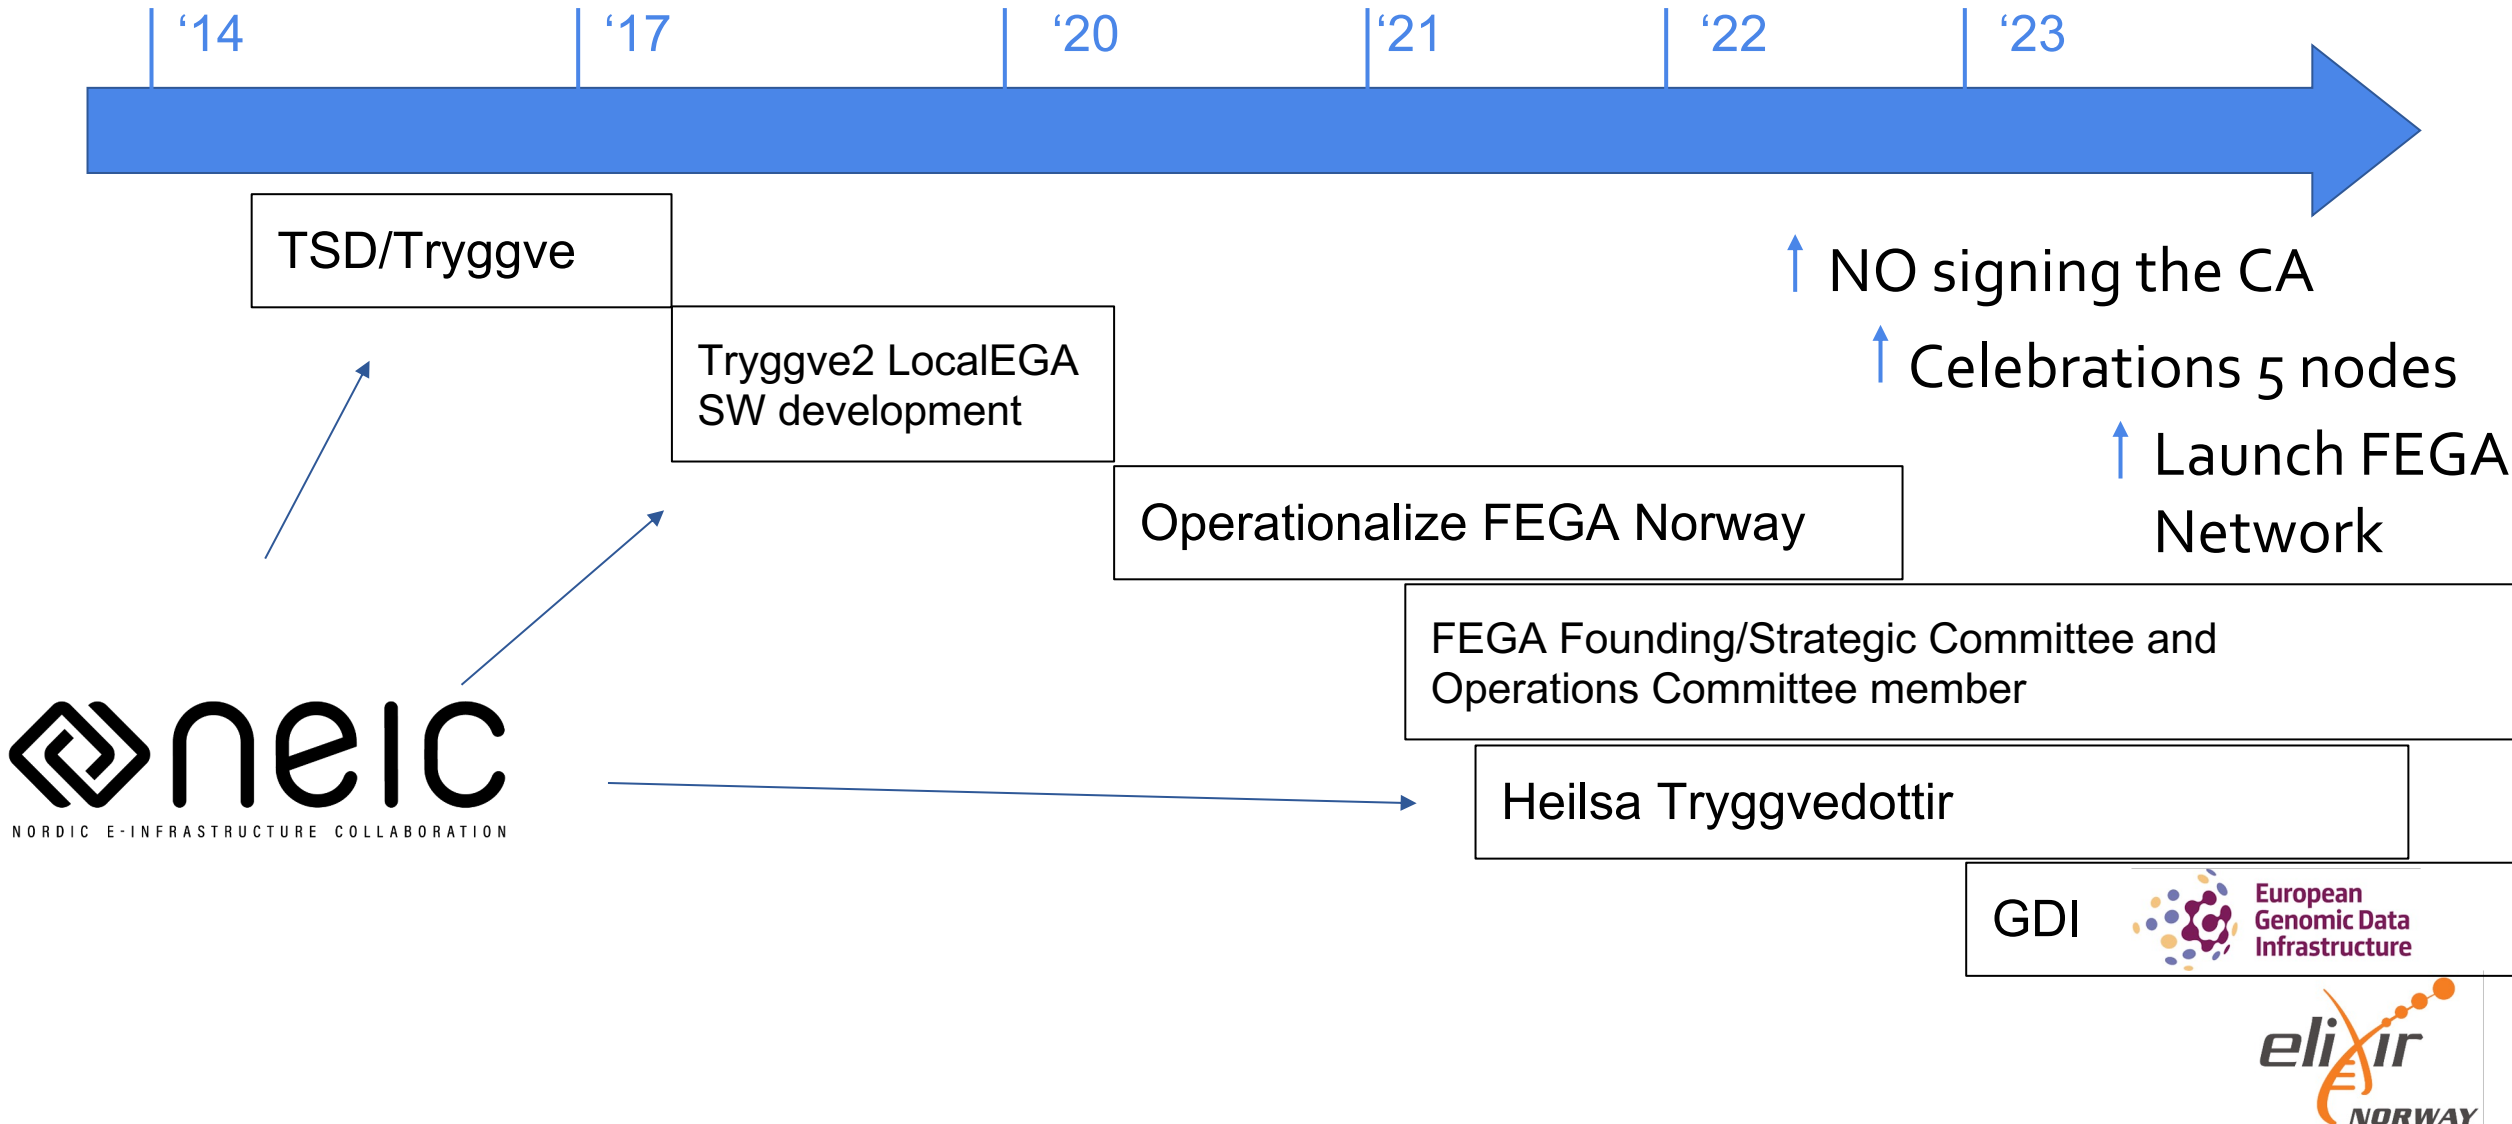 ‘14
‘17
‘20
‘21
‘22
‘23
TSD/Tryggve
NO signing the CA
Tryggve2 LocalEGA
SW development
Celebrations 5 nodes
Launch FEGA
Network
Operationalize FEGA Norway
FEGA Founding/Strategic Committee and
Operations Committee member
neic
NORDIC E-INFRASTRUCTURE COLLABORATION
Heilsa Tryggvedottir
GDI
European
Genomic Data
Infrastructure
elixir
NORWAY